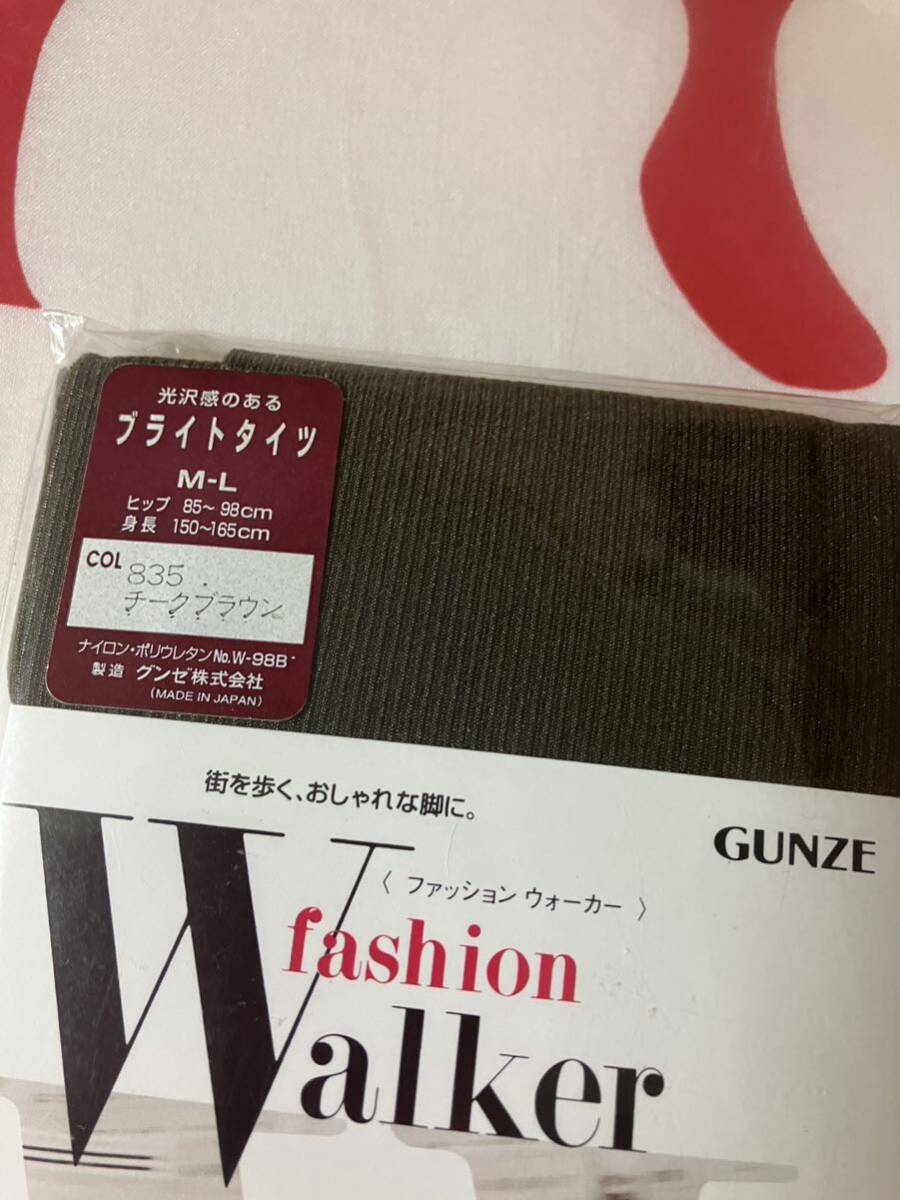 光沢感のある
ブライトタイツ
M-L
ヒップ 85～98cm
身長 150～165cm
COL 835
チークブラウン
ナイロン・ポリウレタン No.W-98B
製造 グンゼ株式会社
(MADE IN JAPAN)
街を歩く、おしゃれな脚に。
GUNZE
〈 ファッション ウォーカー 〉
fashion
Walker